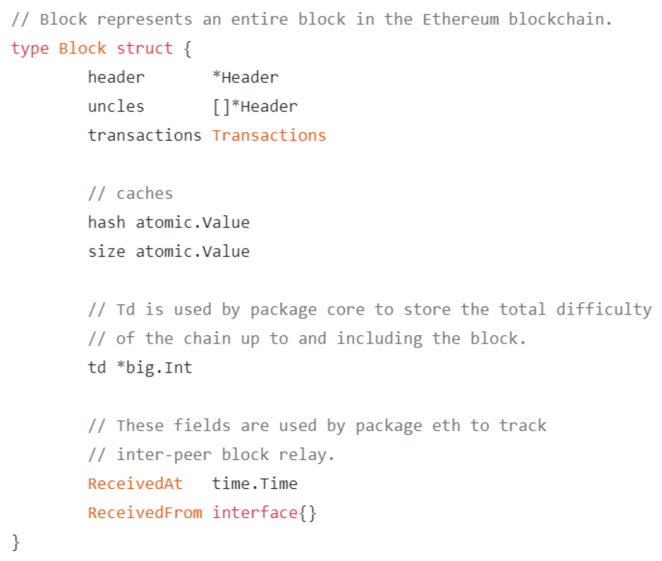 // Block represents an entire block in the Ethereum blockchain.
type Block struct {
header *Header
uncles []*Header
transactions Transactions
// caches
hash atomic.Value
size atomic.Value
// Td is used by package core to store the total difficulty
// of the chain up to and including the block.
td *big.Int
// These fields are used by package eth to track
// inter-peer block relay.
ReceivedAt time.Time
ReceivedFrom interface{}
}